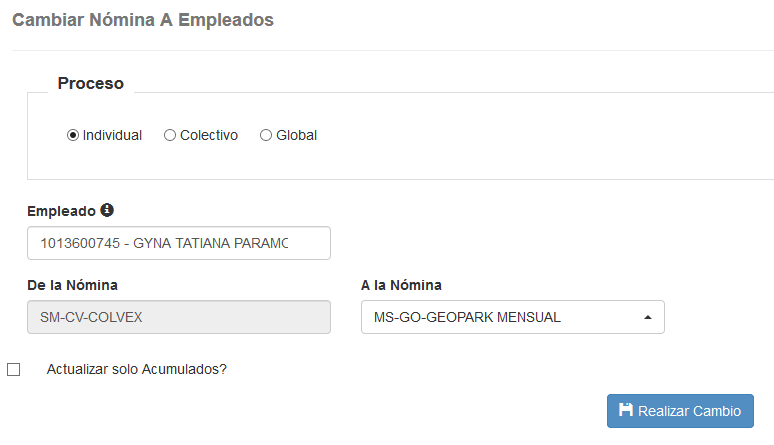 Cambiar Nómina A Empleados
Proceso
Individual Colectivo Global
Empleado
1013600745 - GYNA TATIANA PARAMO
De la Nómina A la Nómina
SM-CV-COLVEX MS-GO-GEOPARK MENSUAL
Actualizar solo Acumulados?
Realizar Cambio